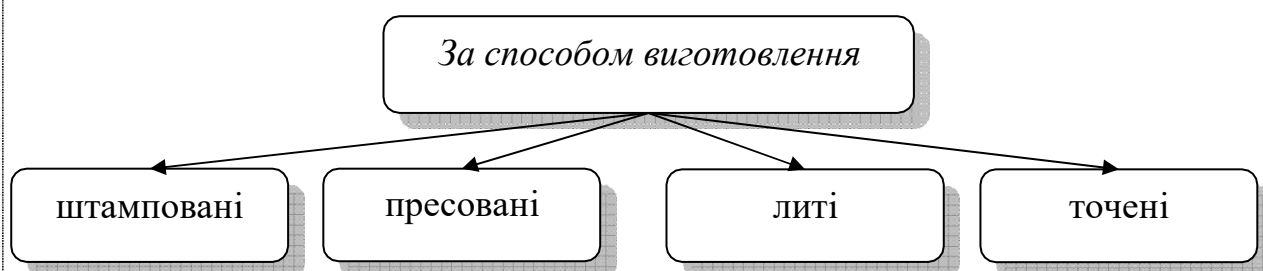 За способом виготовлення
штамповані
пресовані
литі
точені